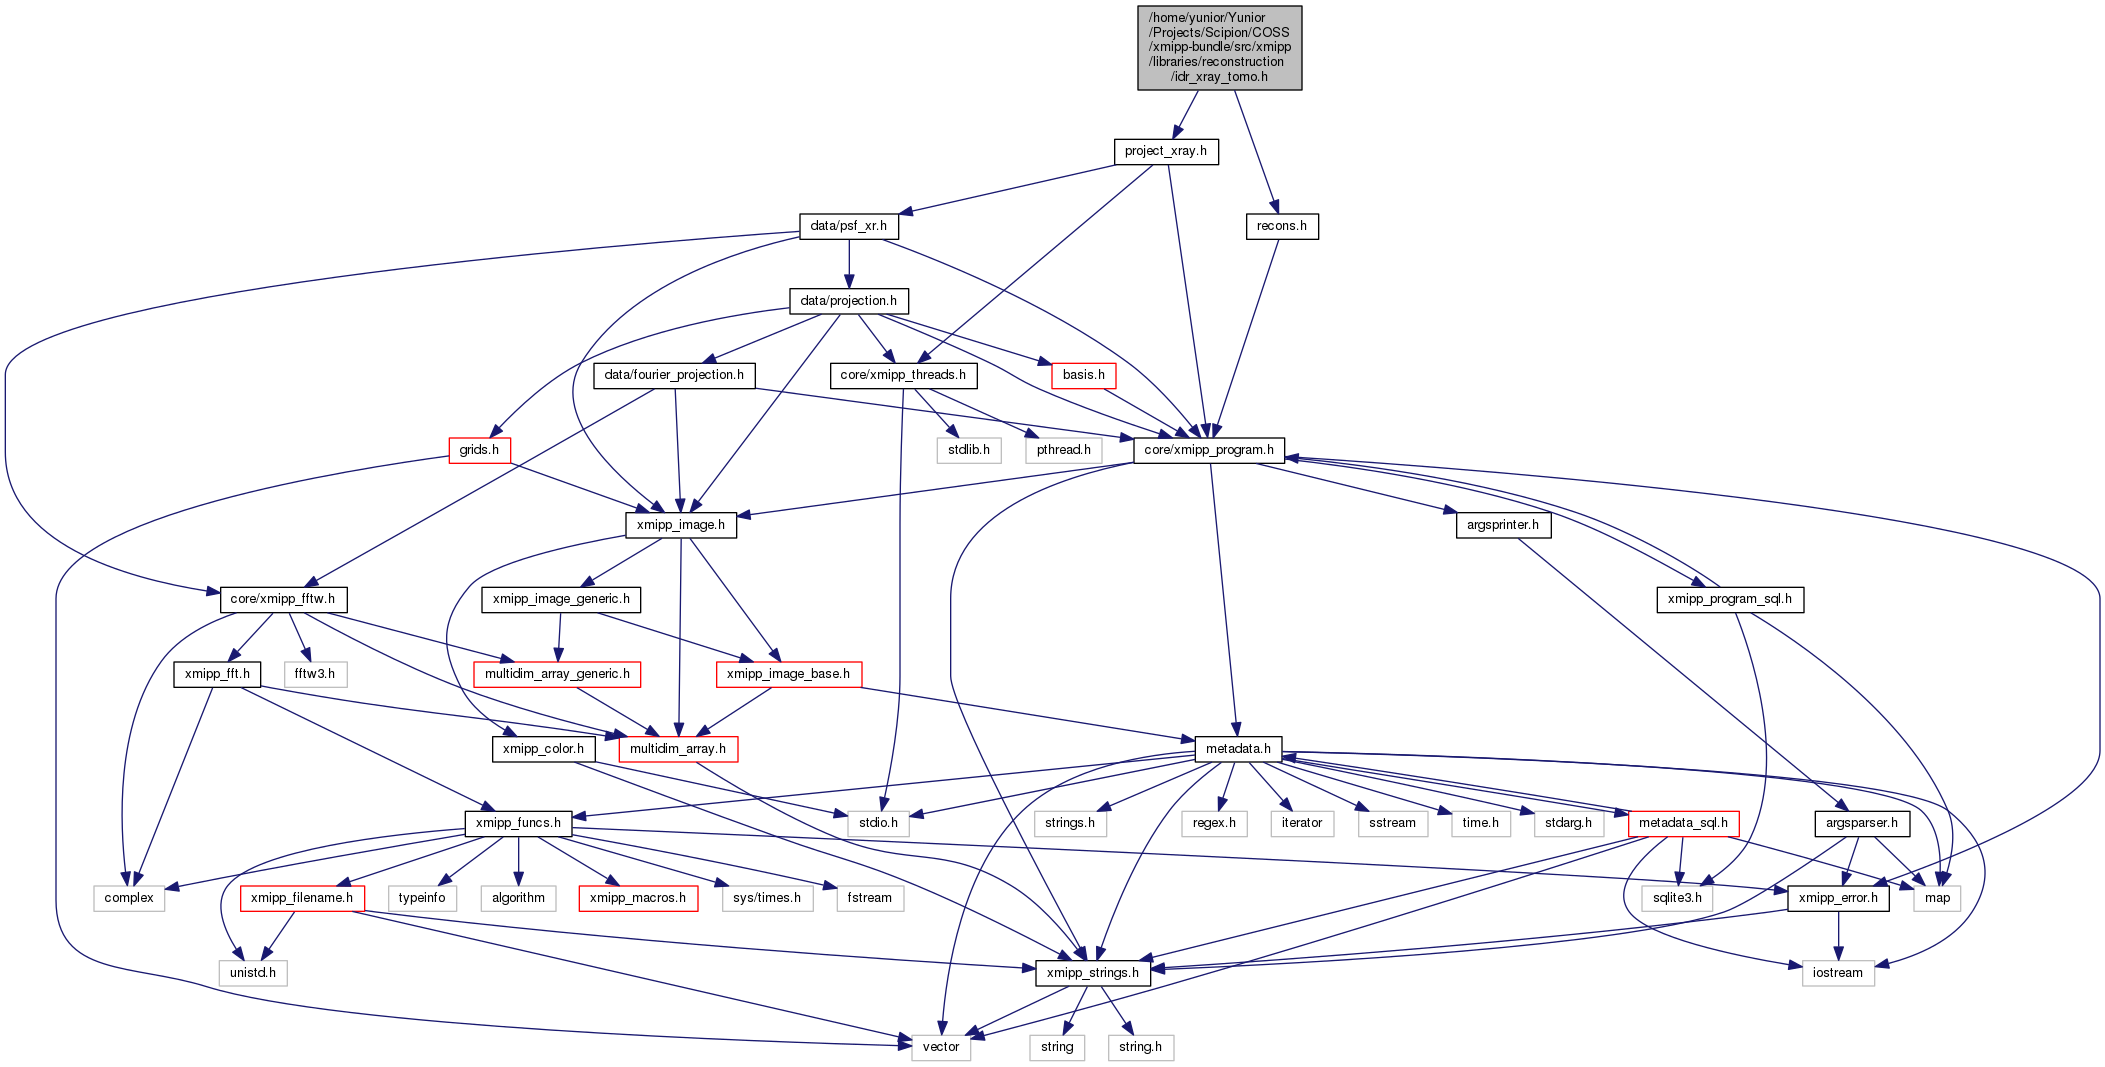 /home/yunior/Yunior
/Projects/Scipion/COSS
/xmipp-bundle/src/xmipp
/libraries/reconstruction
/idr_xray_tomo.h
project_xray.h
data/psf_xr.h
recons.h
data/projection.h
data/fourier_projection.h
core/xmipp_threads.h
basis.h
grids.h
stdlib.h
pthread.h
core/xmipp_program.h
xmipp_image.h
argsprinter.h
core/xmipp_fftw.h
xmipp_image_generic.h
xmipp_program_sql.h
xmipp_fft.h
fftw3.h
multidim_array_generic.h
xmipp_image_base.h
xmipp_color.h
multidim_array.h
metadata.h
xmipp_funcs.h
stdio.h
strings.h
regex.h
iterator
sstream
time.h
stdarg.h
metadata_sql.h
argsparser.h
complex
xmipp_filename.h
typeinfo
algorithm
xmipp_macros.h
sys/times.h
fstream
sqlite3.h
xmipp_error.h
map
unistd.h
xmipp_strings.h
iostream
vector
string
string.h